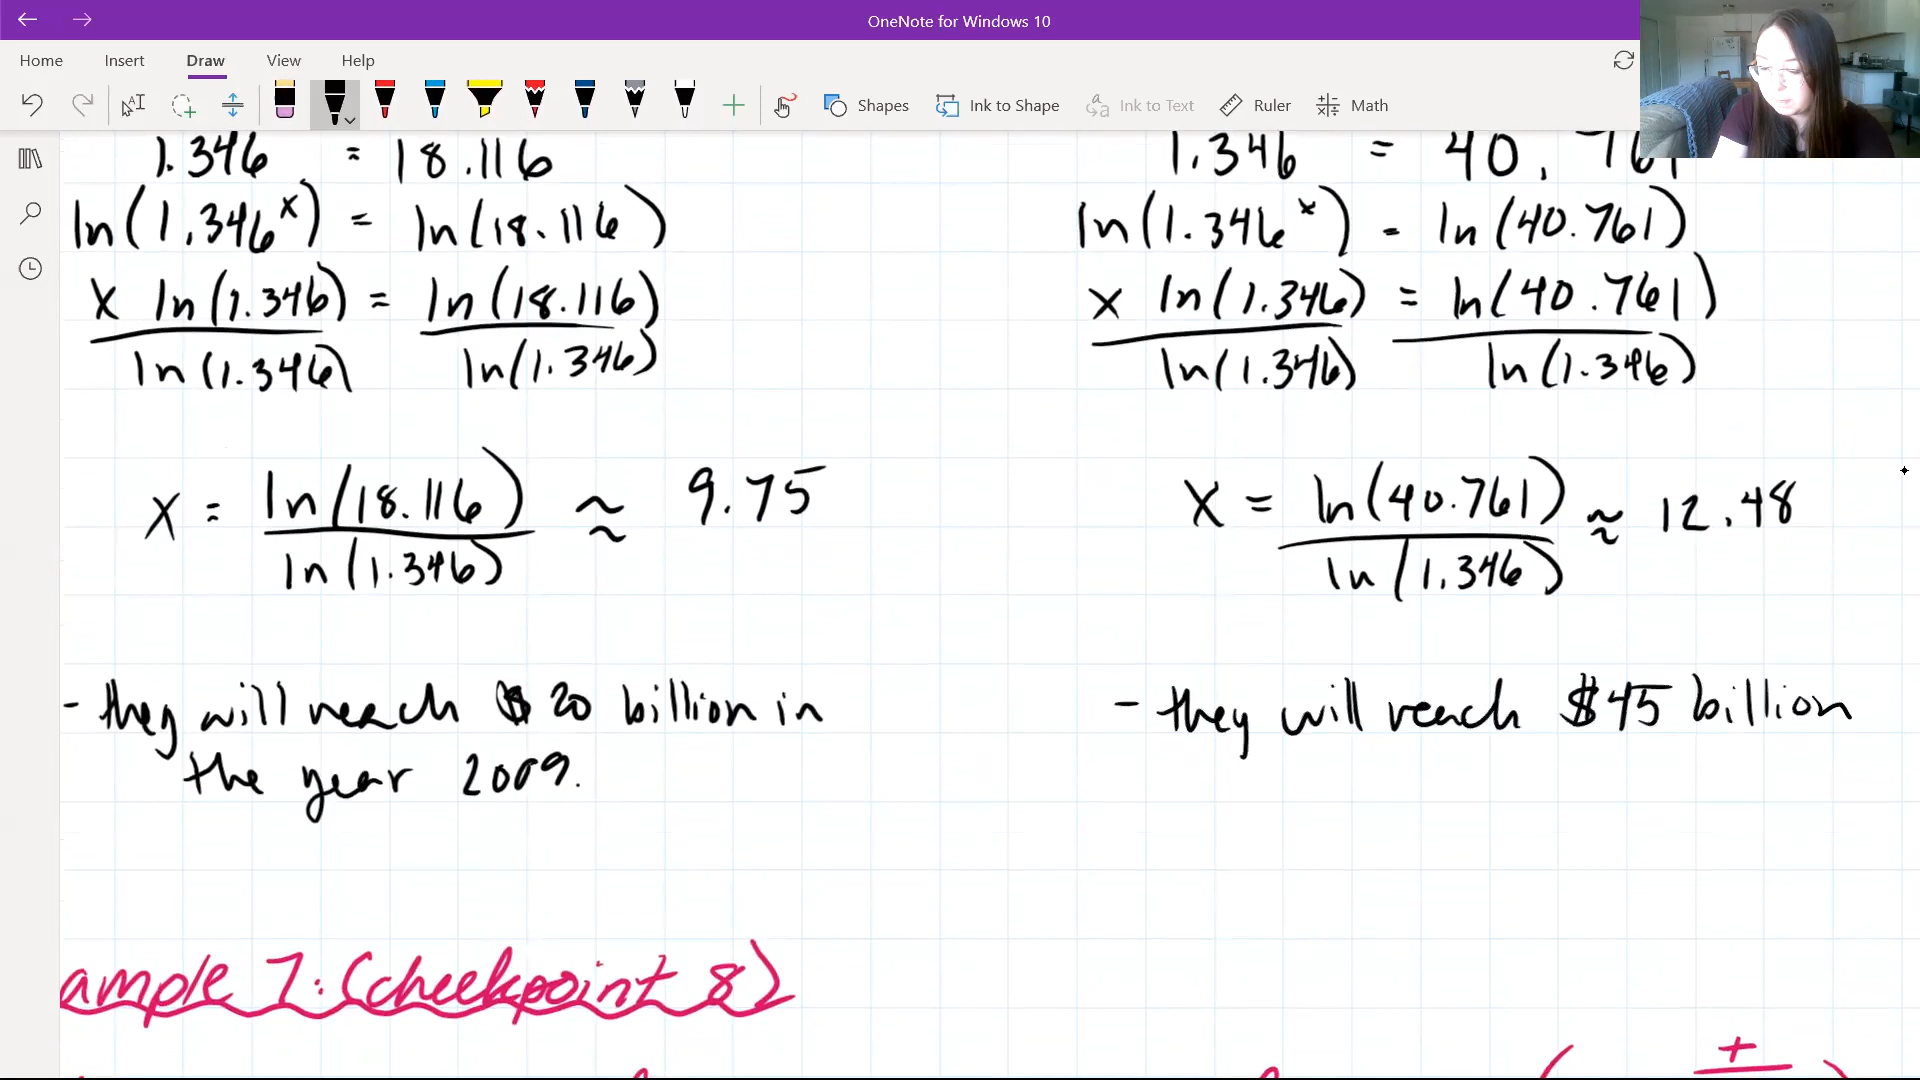 OneNote for Windows 10
Home Insert Draw View Help
Shapes Ink to Shape Ink to Text Ruler Math
1.346 = 18.116
ln(1.346^x) = ln(18.116)
x ln(1.346) = ln(18.116)
ln(1.346) ln(1.346)
x = ln(18.116) ≈ 9.75
ln(1.346)
- they will reach $20 billion in
the year 2009.
1.346 = 40.761
ln(1.346^x) = ln(40.761)
x ln(1.346) = ln(40.761)
ln(1.346) ln(1.346)
x = ln(40.761) ≈ 12.48
ln(1.346)
- they will reach $45 billion
ample 7: (checkpoint 8)